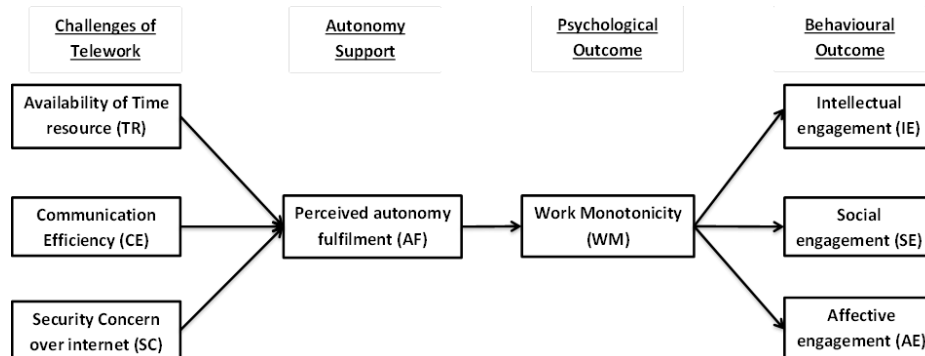 Challenges of
Telework
Autonomy
Support
Psychological
Outcome
Behavioural
Outcome
Availability of Time
resource (TR)
Intellectual
engagement (IE)
Communication
Efficiency (CE)
Perceived autonomy
fulfilment (AF)
Work Monotonicity
(WM)
Social
engagement (SE)
Security Concern
over internet (SC)
Affective
engagement (AE)